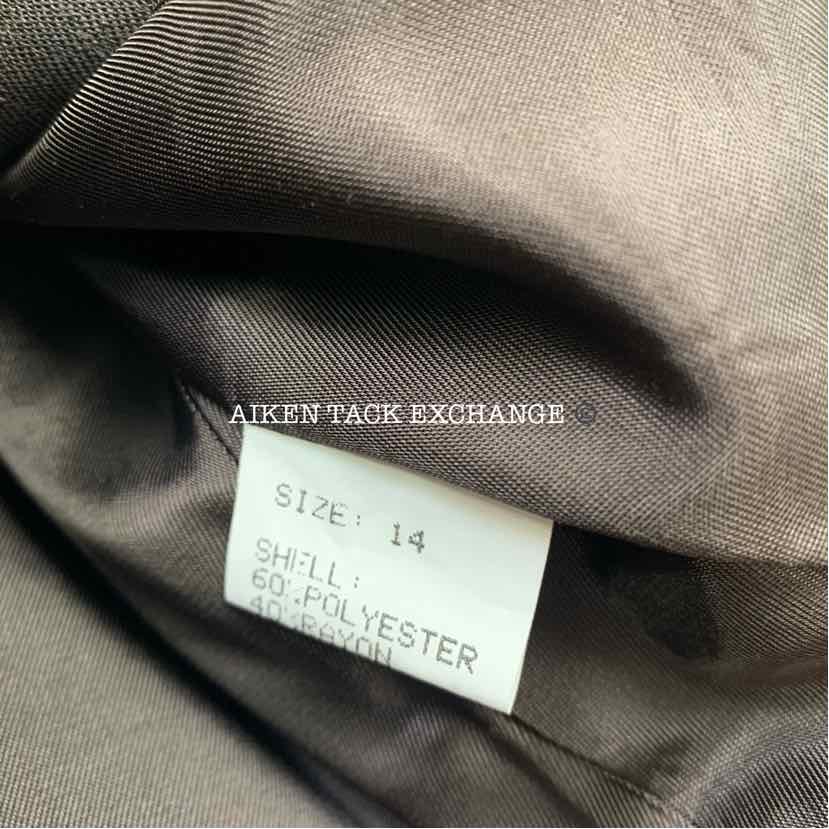 AIKEN TACK EXCHANGE ©
SIZE: 14
SHELL:
60%POLYESTER
40%RAYON